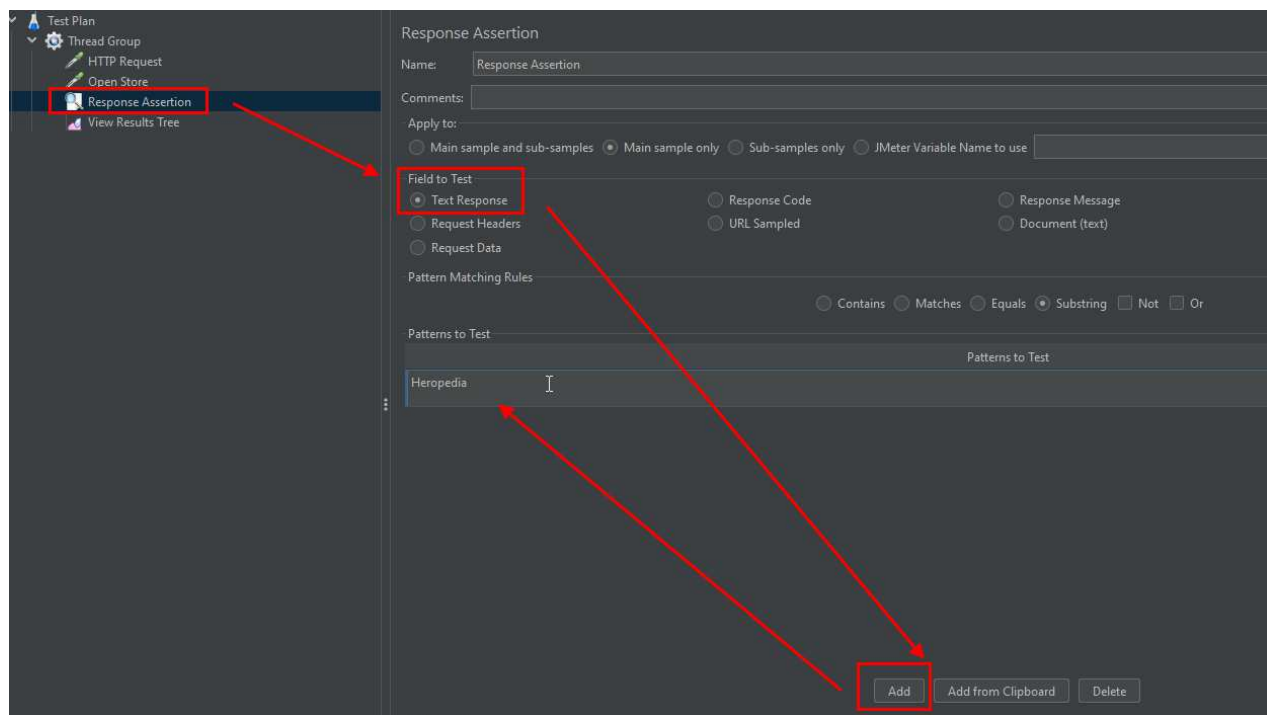 Test Plan
Thread Group
HTTP Request
Open Store
Response Assertion
View Results Tree
Response Assertion
Name: Response Assertion
Comments:
Apply to:
Main sample and sub-samples Main sample only Sub-samples only JMeter Variable Name to use
Field to Test
Text Response Response Code Response Message
Request Headers URL Sampled Document (text)
Request Data
Pattern Matching Rules
Contains Matches Equals Substring Not Or
Patterns to Test
Patterns to Test
Heropedia
Add Add from Clipboard Delete